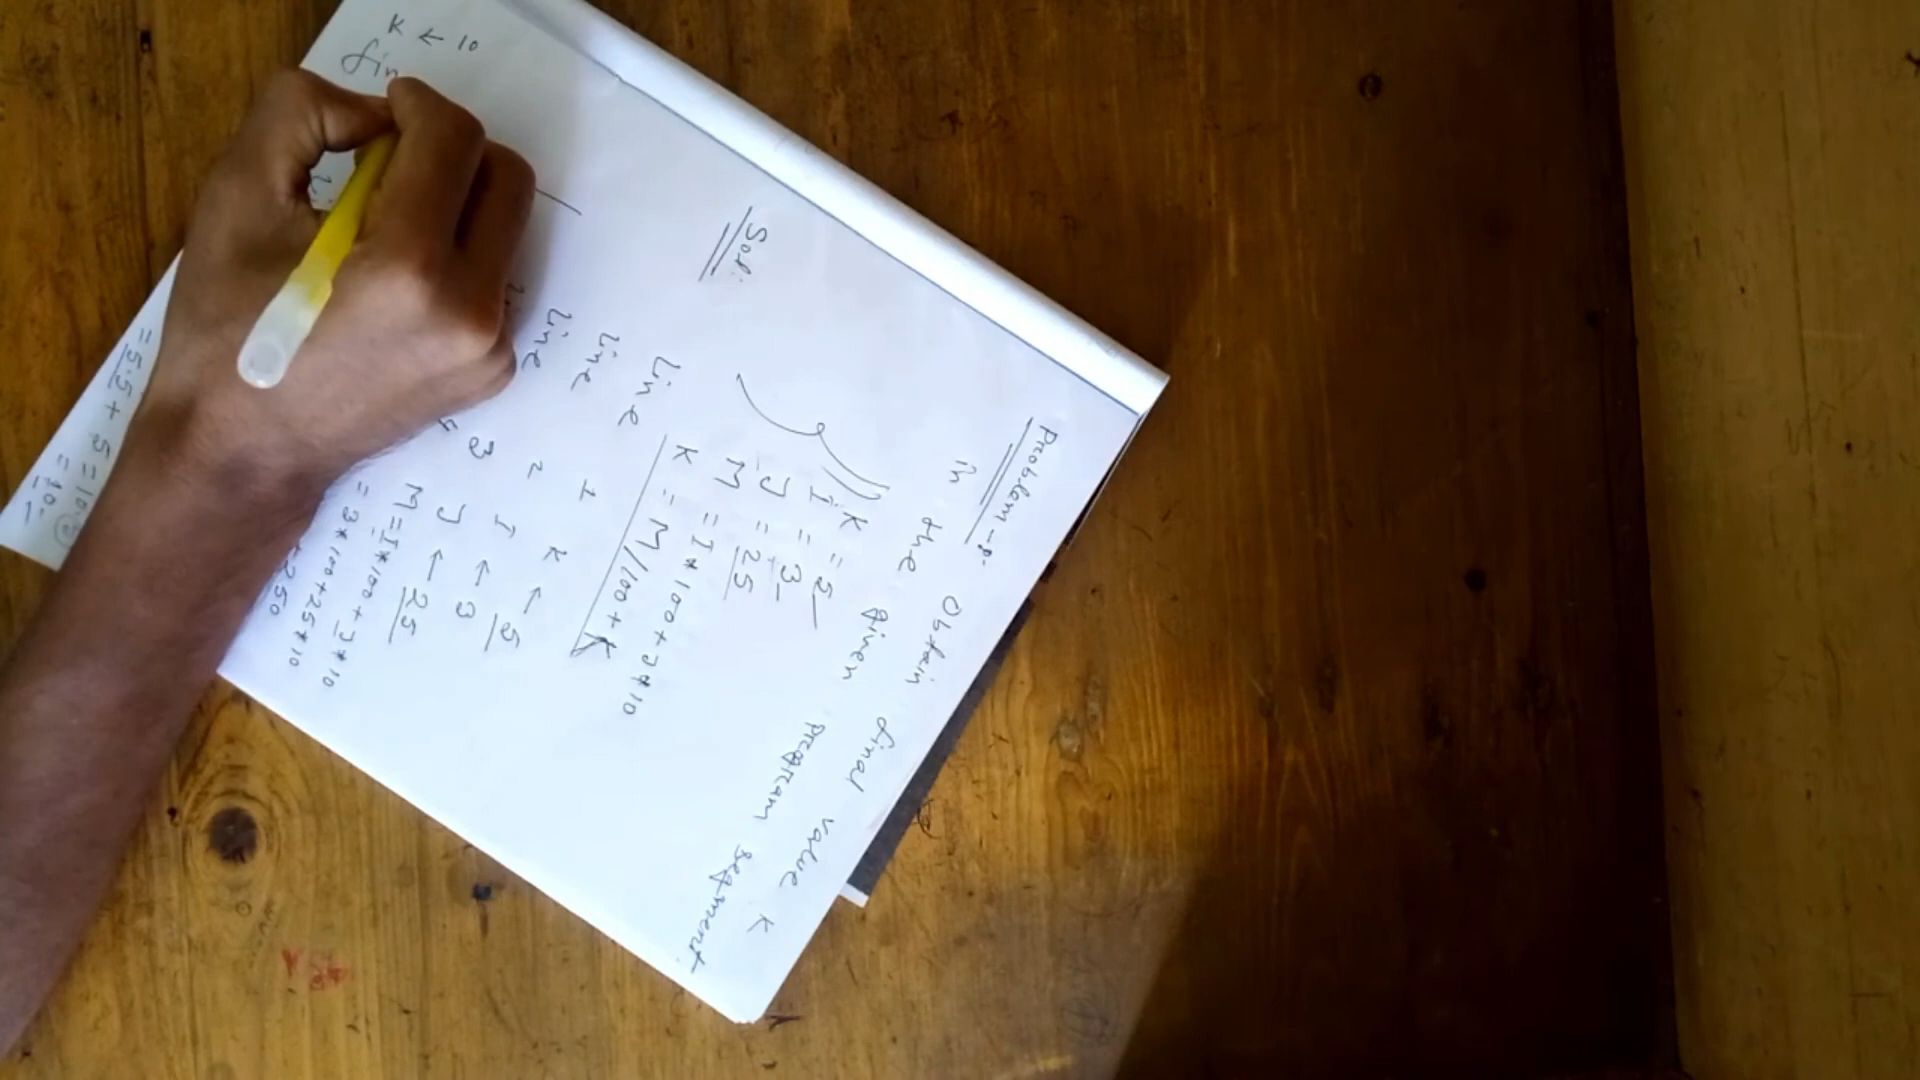 Problem-8:
Obtain final value K
In the given program segment
K = 5
I = 3
J = 25
M = I*100+J*10
K = M/100+K
Sol:
Line 1 K ← 5
Line 2 I ← 3
Line 3 J ← 25
4 M = I*100+J*10
= 3*100+25*10
+250
= 5.5+5=10.5
= 10
K ← 10
fin